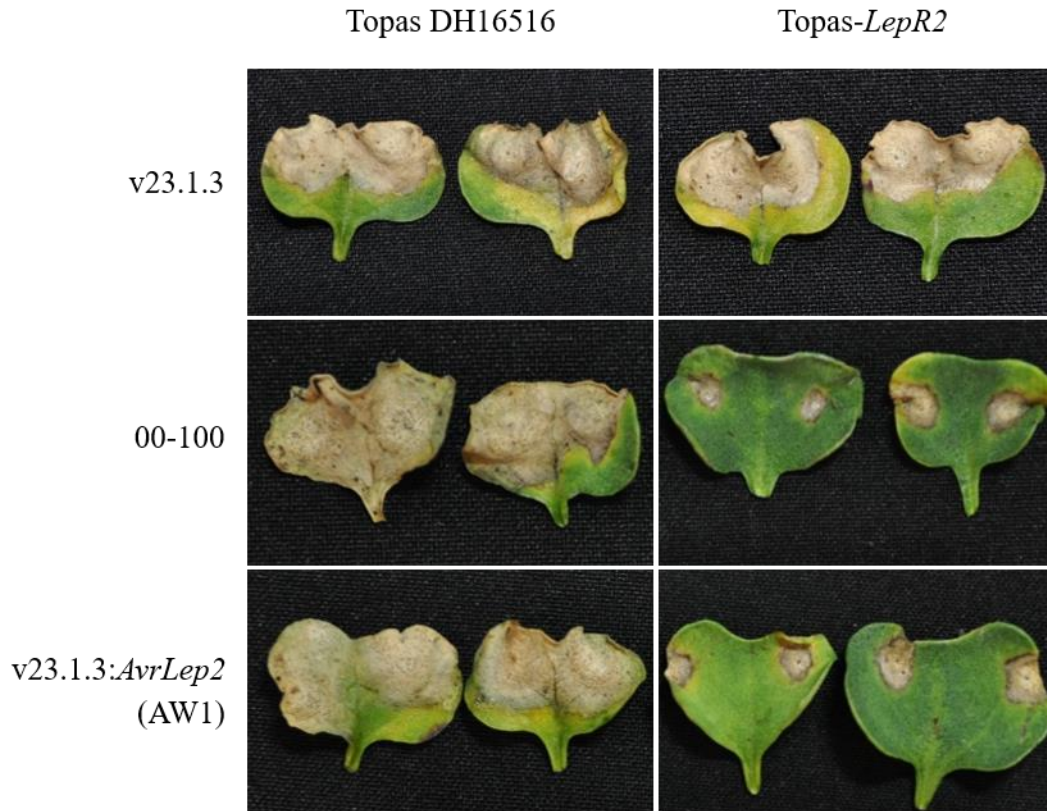 Topas DH16516
Topas-LepR2
v23.1.3
00-100
v23.1.3:AvrLep2
(AW1)